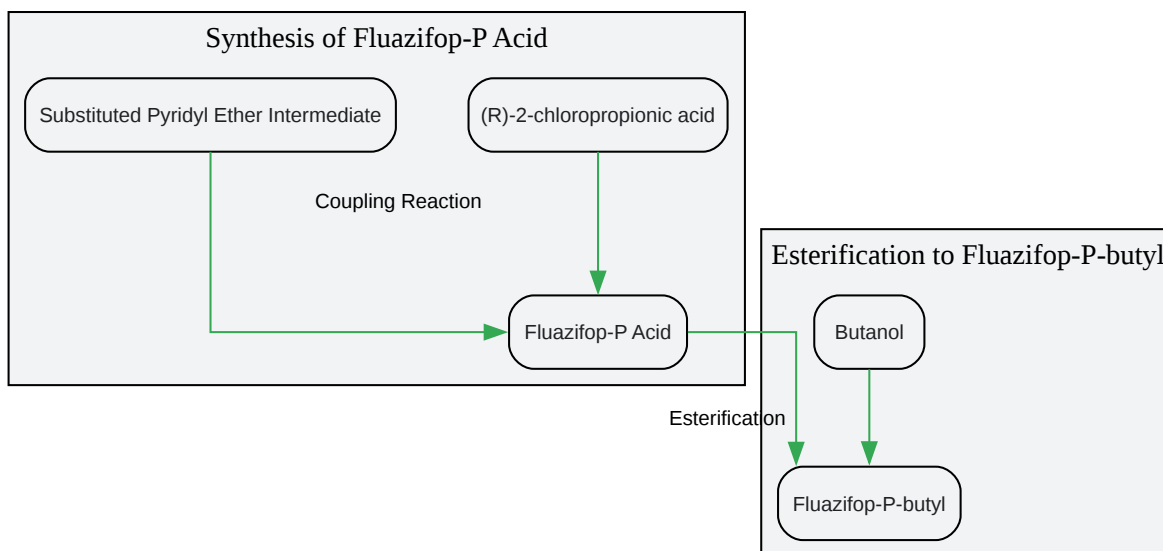 Synthesis of Fluazifop-P Acid
Substituted Pyridyl Ether Intermediate
(R)-2-chloropropionic acid
Coupling Reaction
Esterification to Fluazifop-P-butyl
Fluazifop-P Acid
Butanol
Esterification
Fluazifop-P-butyl